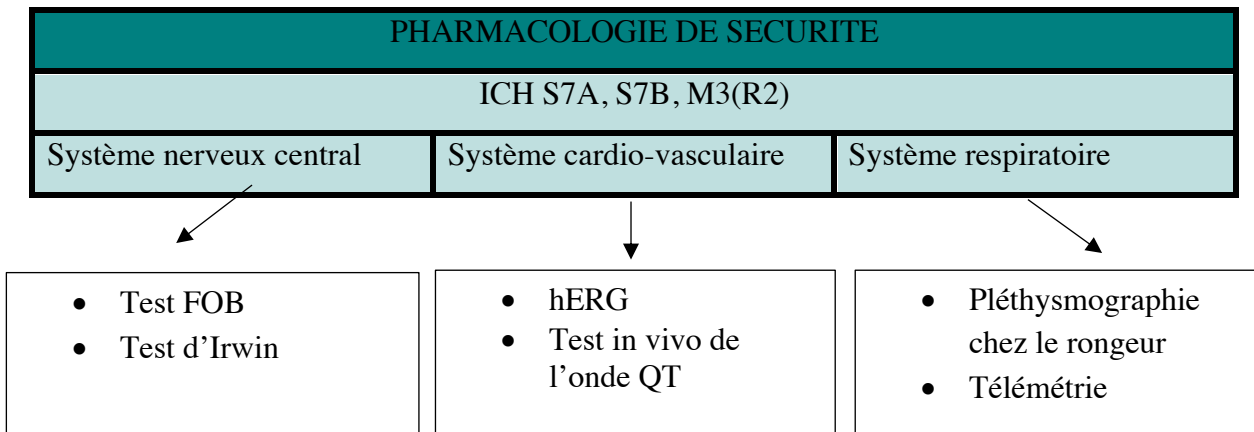 PHARMACOLOGIE DE SECURITE
ICH S7A, S7B, M3(R2)
Système nerveux central
Système cardio-vasculaire
Système respiratoire
• Test FOB
• Test d’Irwin
• hERG
• Test in vivo de
l’onde QT
• Pléthysmographie
chez le rongeur
• Télémétrie